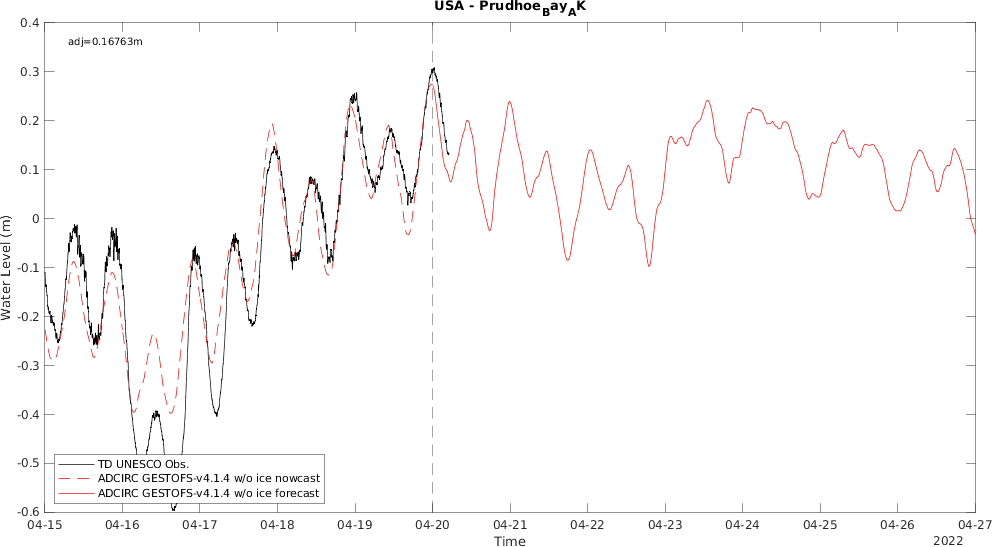 USA - Prudhoe_Bay_AK
adj=0.16763m
0.4
0.3
0.2
0.1
0
-0.1
-0.2
-0.3
-0.4
-0.5
-0.6
Water Level (m)
TD UNESCO Obs.
ADCIRC GESTOFS-v4.1.4 w/o ice nowcast
ADCIRC GESTOFS-v4.1.4 w/o ice forecast
04-15 04-16 04-17 04-18 04-19 04-20 04-21 04-22 04-23 04-24 04-25 04-26 04-27
Time
2022